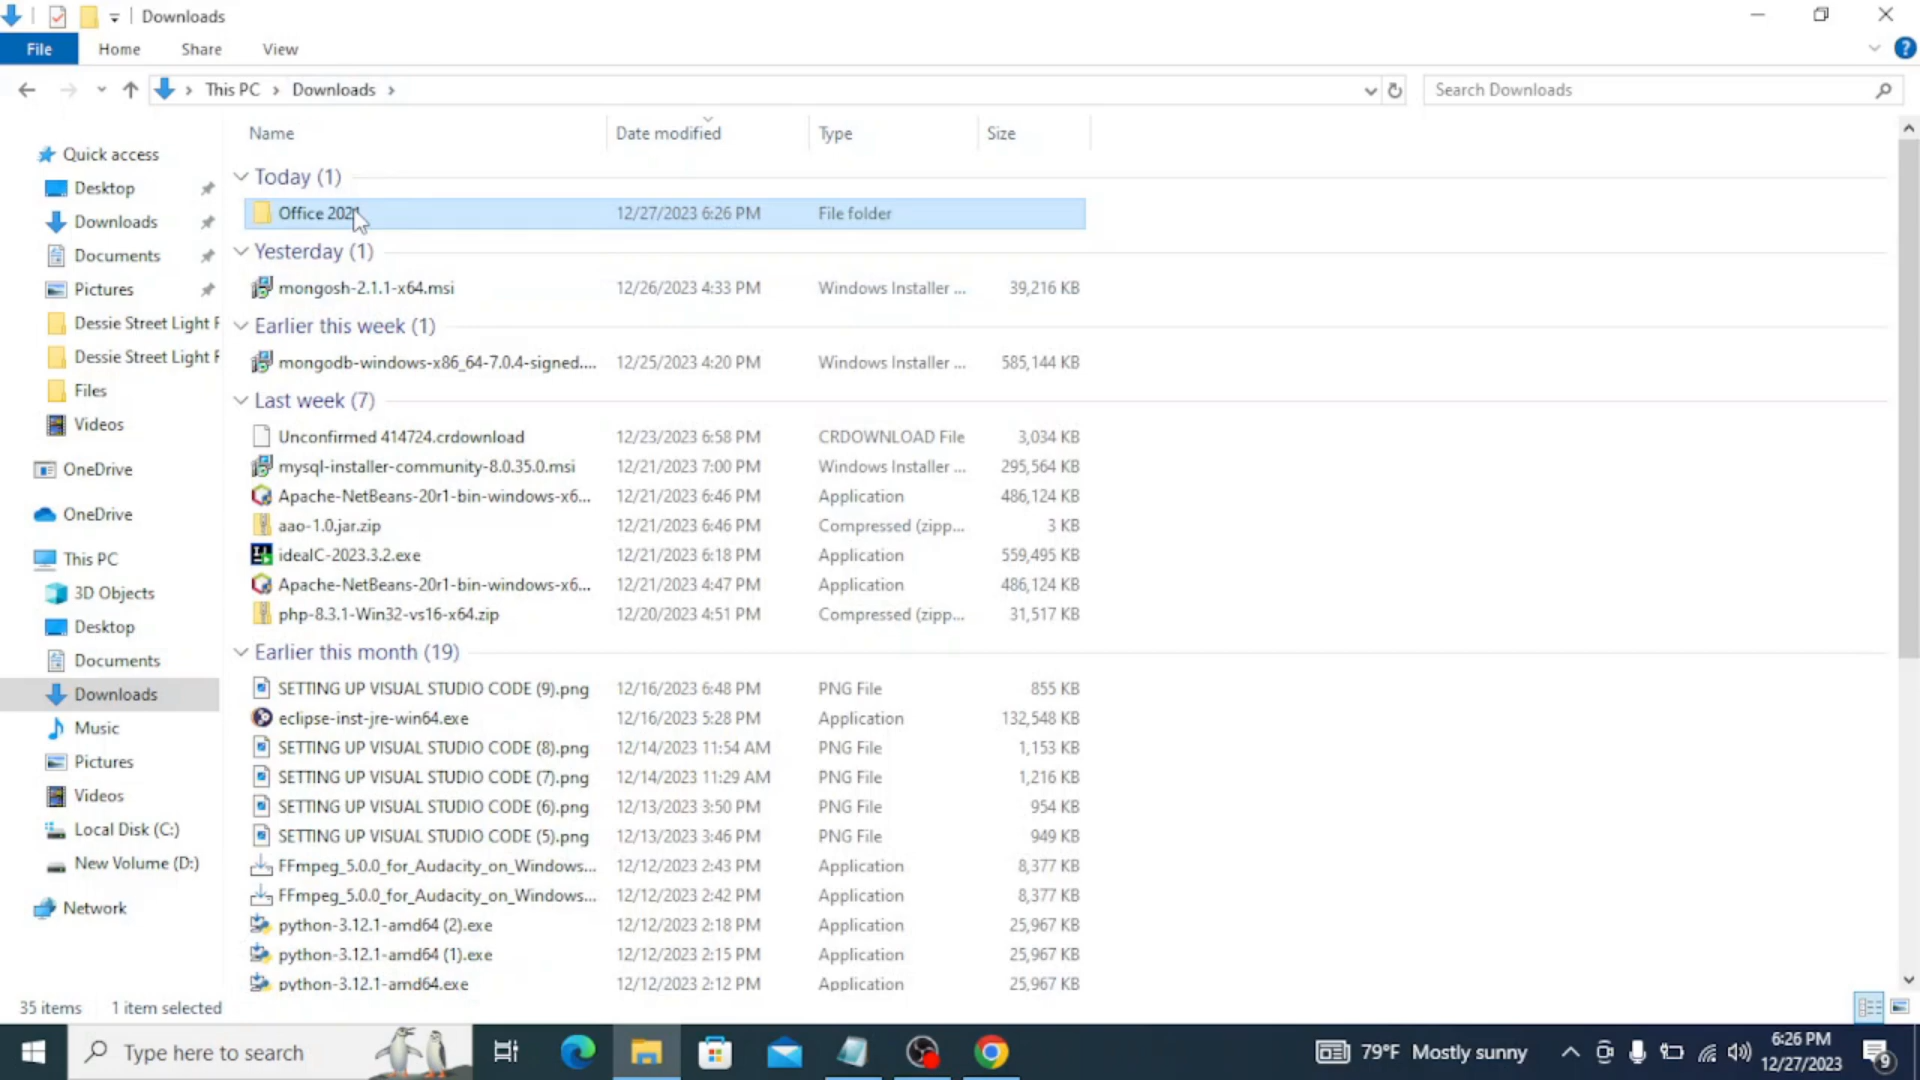 Downloads
File Home Share View
This PC Downloads
Search Downloads
Name Date modified Type Size
Quick access
Desktop
Downloads
Documents
Pictures
Dessie Street Light F
Dessie Street Light F
Files
Videos
OneDrive
OneDrive
This PC
3D Objects
Desktop
Documents
Downloads
Music
Pictures
Videos
Local Disk (C:)
New Volume (D:)
Network
Today (1)
Office 2021 12/27/2023 6:26 PM File folder
Yesterday (1)
mongosh-2.1.1-x64.msi 12/26/2023 4:33 PM Windows Installer ... 39,216 KB
Earlier this week (1)
mongodb-windows-x86_64-7.0.4-signed.... 12/25/2023 4:20 PM Windows Installer ... 585,144 KB
Last week (7)
Unconfirmed 414724.crdownload 12/23/2023 6:58 PM CRDOWNLOAD File 3,034 KB
mysql-installer-community-8.0.35.0.msi 12/21/2023 7:00 PM Windows Installer ... 295,564 KB
Apache-NetBeans-20r1-bin-windows-x6... 12/21/2023 6:46 PM Application 486,124 KB
aao-1.0.jar.zip 12/21/2023 6:46 PM Compressed (zipp... 3 KB
ideaIC-2023.3.2.exe 12/21/2023 6:18 PM Application 559,495 KB
Apache-NetBeans-20r1-bin-windows-x6... 12/21/2023 4:47 PM Application 486,124 KB
php-8.3.1-Win32-vs16-x64.zip 12/20/2023 4:51 PM Compressed (zipp... 31,517 KB
Earlier this month (19)
SETTING UP VISUAL STUDIO CODE (9).png 12/16/2023 6:48 PM PNG File 855 KB
eclipse-inst-jre-win64.exe 12/16/2023 5:28 PM Application 132,548 KB
SETTING UP VISUAL STUDIO CODE (8).png 12/14/2023 11:54 AM PNG File 1,153 KB
SETTING UP VISUAL STUDIO CODE (7).png 12/14/2023 11:29 AM PNG File 1,216 KB
SETTING UP VISUAL STUDIO CODE (6).png 12/13/2023 3:50 PM PNG File 954 KB
SETTING UP VISUAL STUDIO CODE (5).png 12/13/2023 3:46 PM PNG File 949 KB
FFmpeg_5.0.0_for_Audacity_on_Windows... 12/12/2023 2:43 PM Application 8,377 KB
FFmpeg_5.0.0_for_Audacity_on_Windows... 12/12/2023 2:42 PM Application 8,377 KB
python-3.12.1-amd64 (2).exe 12/12/2023 2:18 PM Application 25,967 KB
python-3.12.1-amd64 (1).exe 12/12/2023 2:15 PM Application 25,967 KB
python-3.12.1-amd64.exe 12/12/2023 2:12 PM Application 25,967 KB
35 items 1 item selected
Type here to search
79°F Mostly sunny
6:26 PM
12/27/2023
9